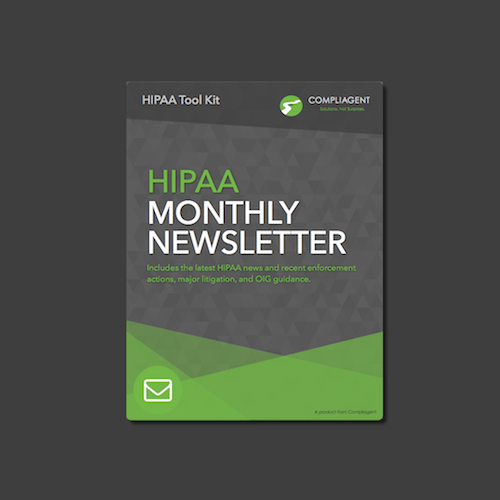 HIPAA Tool Kit
COMPLIAGENT
Solutions, Not Surprises.
HIPAA
MONTHLY
NEWSLETTER
Includes the latest HIPAA news and recent enforcement
actions, major litigation, and OIG guidance.
A product from Compliagent